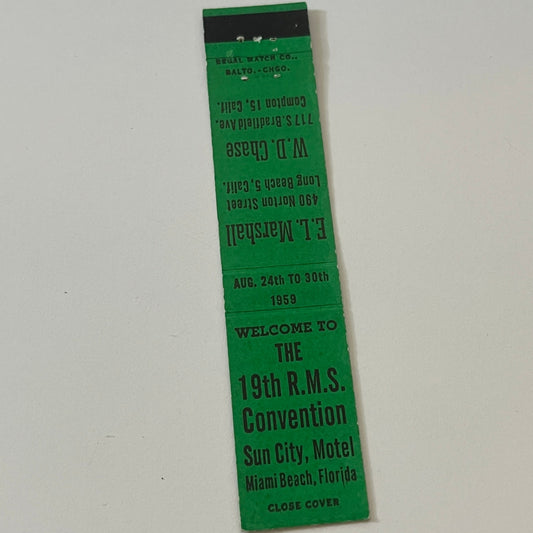 REGAL MATCH CO.,
BALTO.-CHGO.
E.L. Marshall
490 Norton Street
Long Beach 5, Calif.
W.D. Chase
717 S. Bradfield Ave.
Compton 15, Calif.
AUG. 24th TO 30th
1959
WELCOME TO
THE
19th R.M.S.
Convention
Sun City, Motel
Miami Beach, Florida
CLOSE COVER